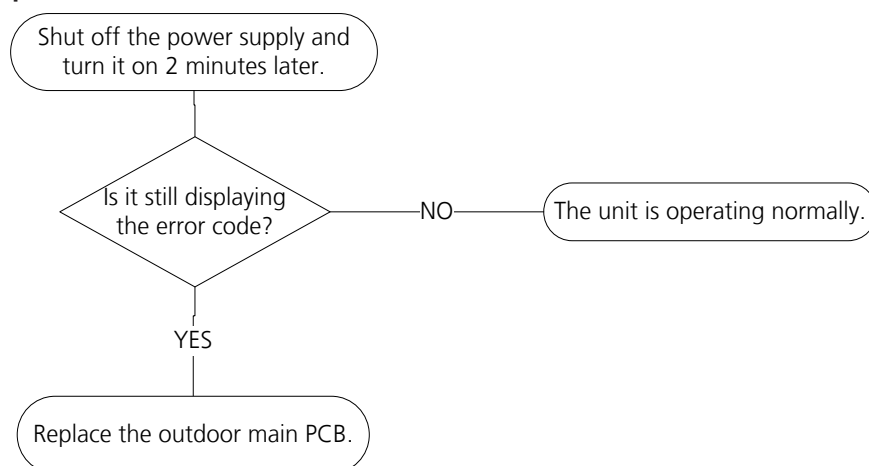 Shut off the power supply and
turn it on 2 minutes later.
Is it still displaying
the error code?
NO
The unit is operating normally.
YES
Replace the outdoor main PCB.